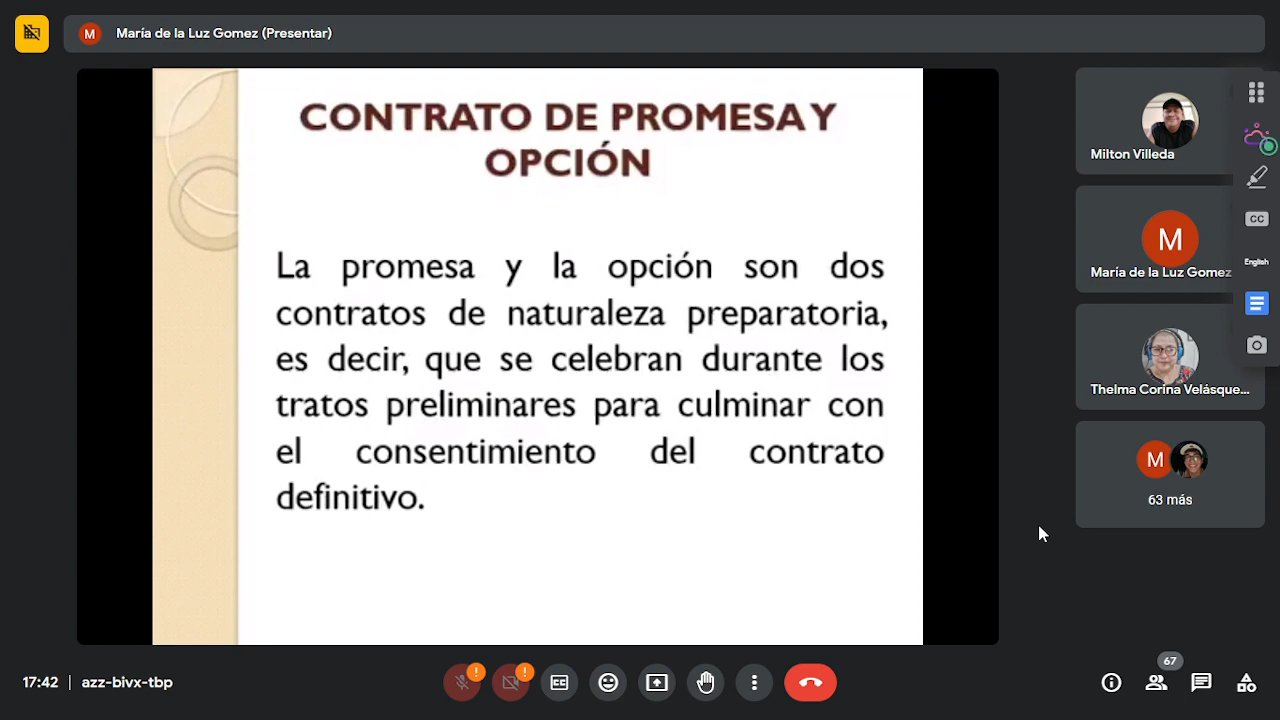 M María de la Luz Gomez (Presentar)
CONTRATO DE PROMESA Y
OPCIÓN
La promesa y la opción son dos
contratos de naturaleza preparatoria,
es decir, que se celebran durante los
tratos preliminares para culminar con
el consentimiento del contrato
definitivo.
Milton Villeda
M
María de la Luz Gomez
Thelma Corina Velásque...
M
63 más
CC
English
17:42 | azz-bivx-tbp
! !
67